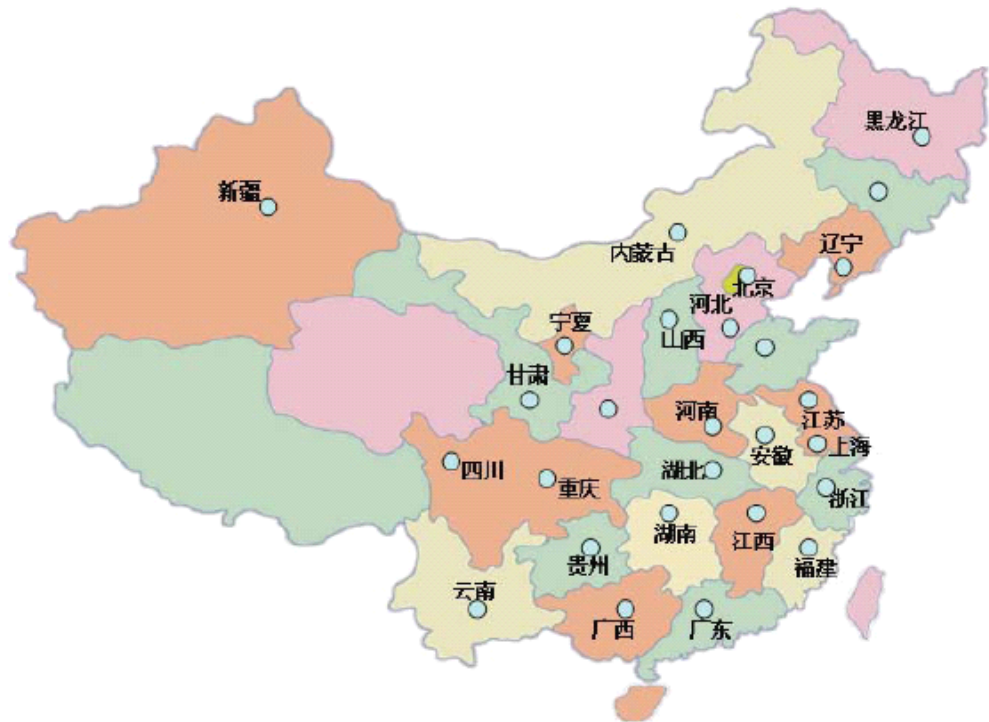 黑龙江
新疆
辽宁
内蒙古
北京
河北
宁夏
山西
甘肃
河南
江苏
上海
安徽
四川
湖北
重庆
浙江
湖南
江西
贵州
福建
云南
广西
广东